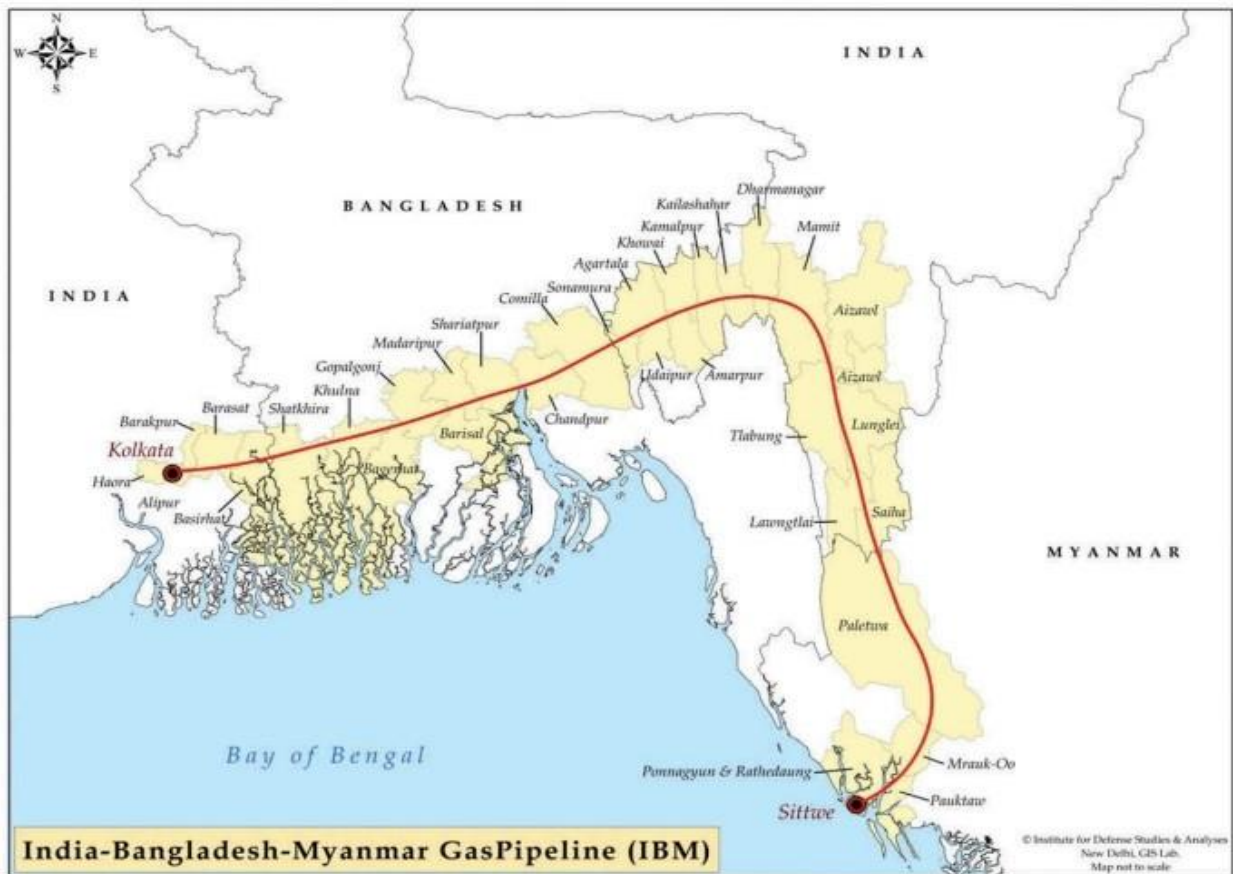 N
W E
S
INDIA
BANGLADESH
INDIA
Dharmanagar
Kailashahar
Kamalpur
Mamit
Khowai
Agartala
Sonamura
Comilla
Aizawl
Shariatpur
Madaripur
Gopalgonj
Udaipur
Amarpur
Aizawl
Khulna
Shatkhira
Barasat
Barakpur
Chandpur
Lunglei
Barisal
Tlabung
Kolkata
Bagerhat
Haora
Alipur
Basirhat
Saiha
Lawngtlai
MYANMAR
Paletwa
Bay of Bengal
Ponnagyun & Rathedaung
Mrauk-Oo
Pauktaw
Sittwe
India-Bangladesh-Myanmar GasPipeline (IBM)
© Institute for Defense Studies & Analyses
New Delhi, GIS Lab.
Map not to scale